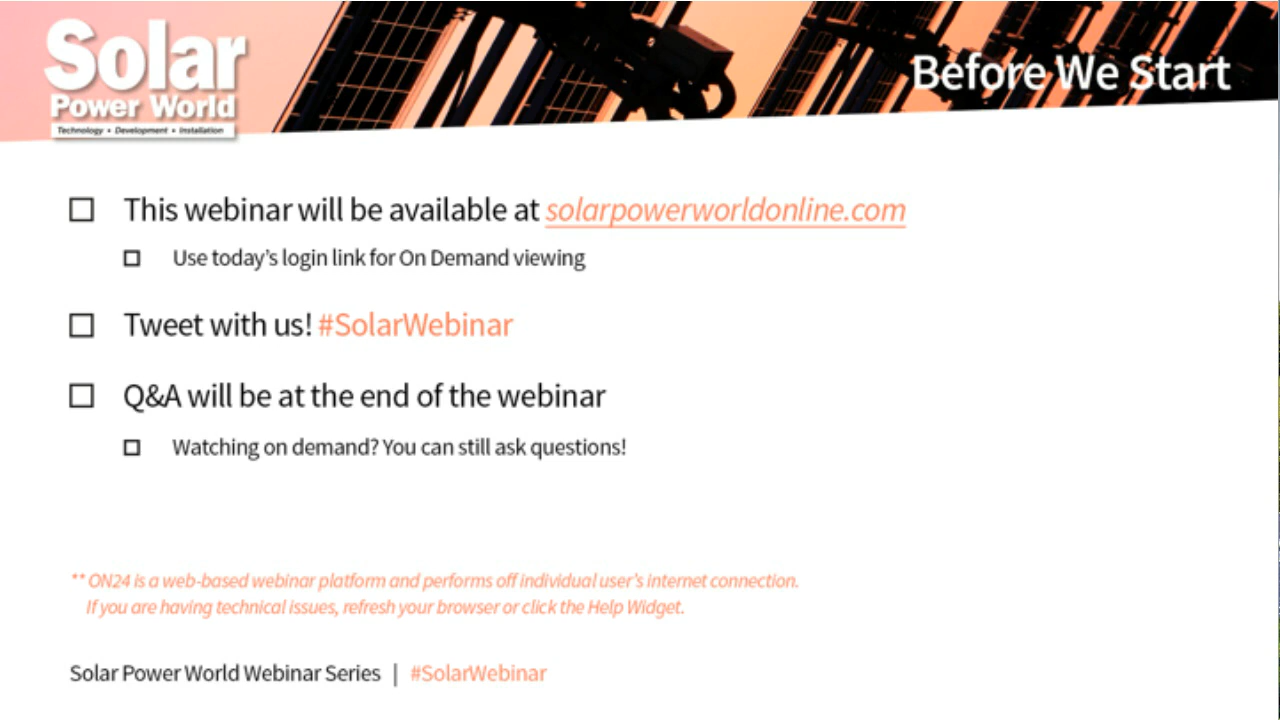 Solar
Power World
Technology • Development • Installation
Before We Start
This webinar will be available at solarpowerworldonline.com
Use today's login link for On Demand viewing
Tweet with us! #SolarWebinar
Q&A will be at the end of the webinar
Watching on demand? You can still ask questions!
** ON24 is a web-based webinar platform and performs off individual user's internet connection.
If you are having technical issues, refresh your browser or click the Help Widget.
Solar Power World Webinar Series | #SolarWebinar